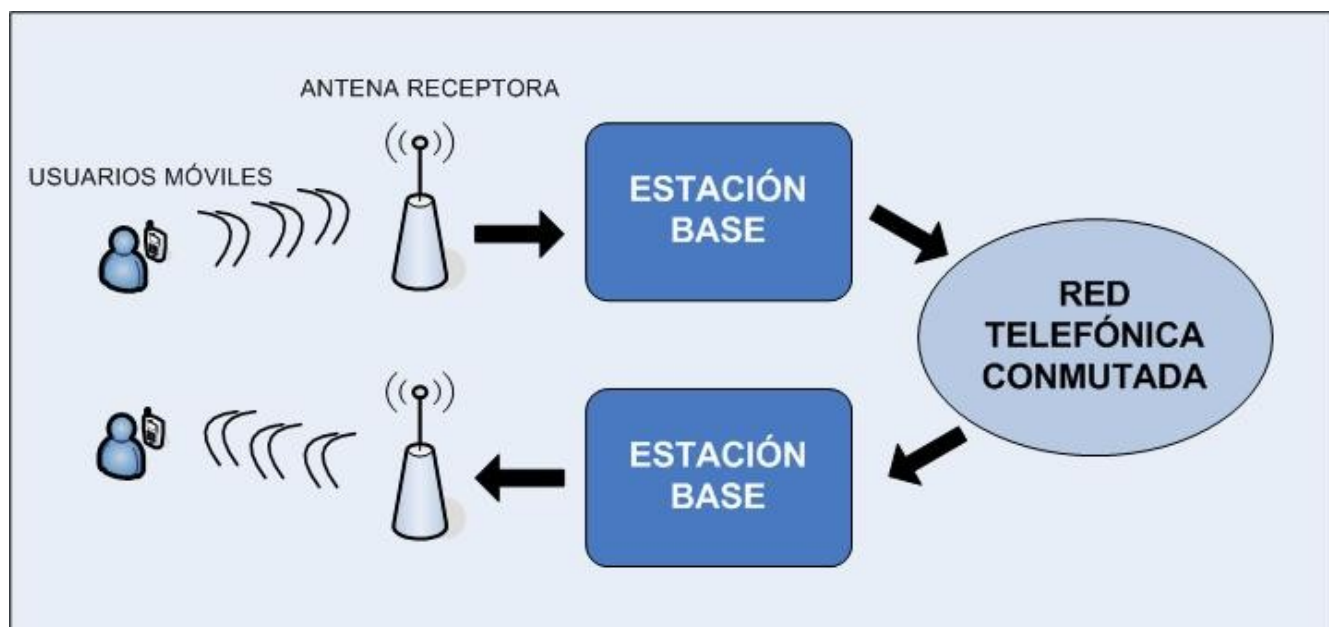 ANTENA RECEPTORA
USUARIOS MÓVILES
ESTACIÓN
BASE
RED
TELEFÓNICA
CONMUTADA
ESTACIÓN
BASE